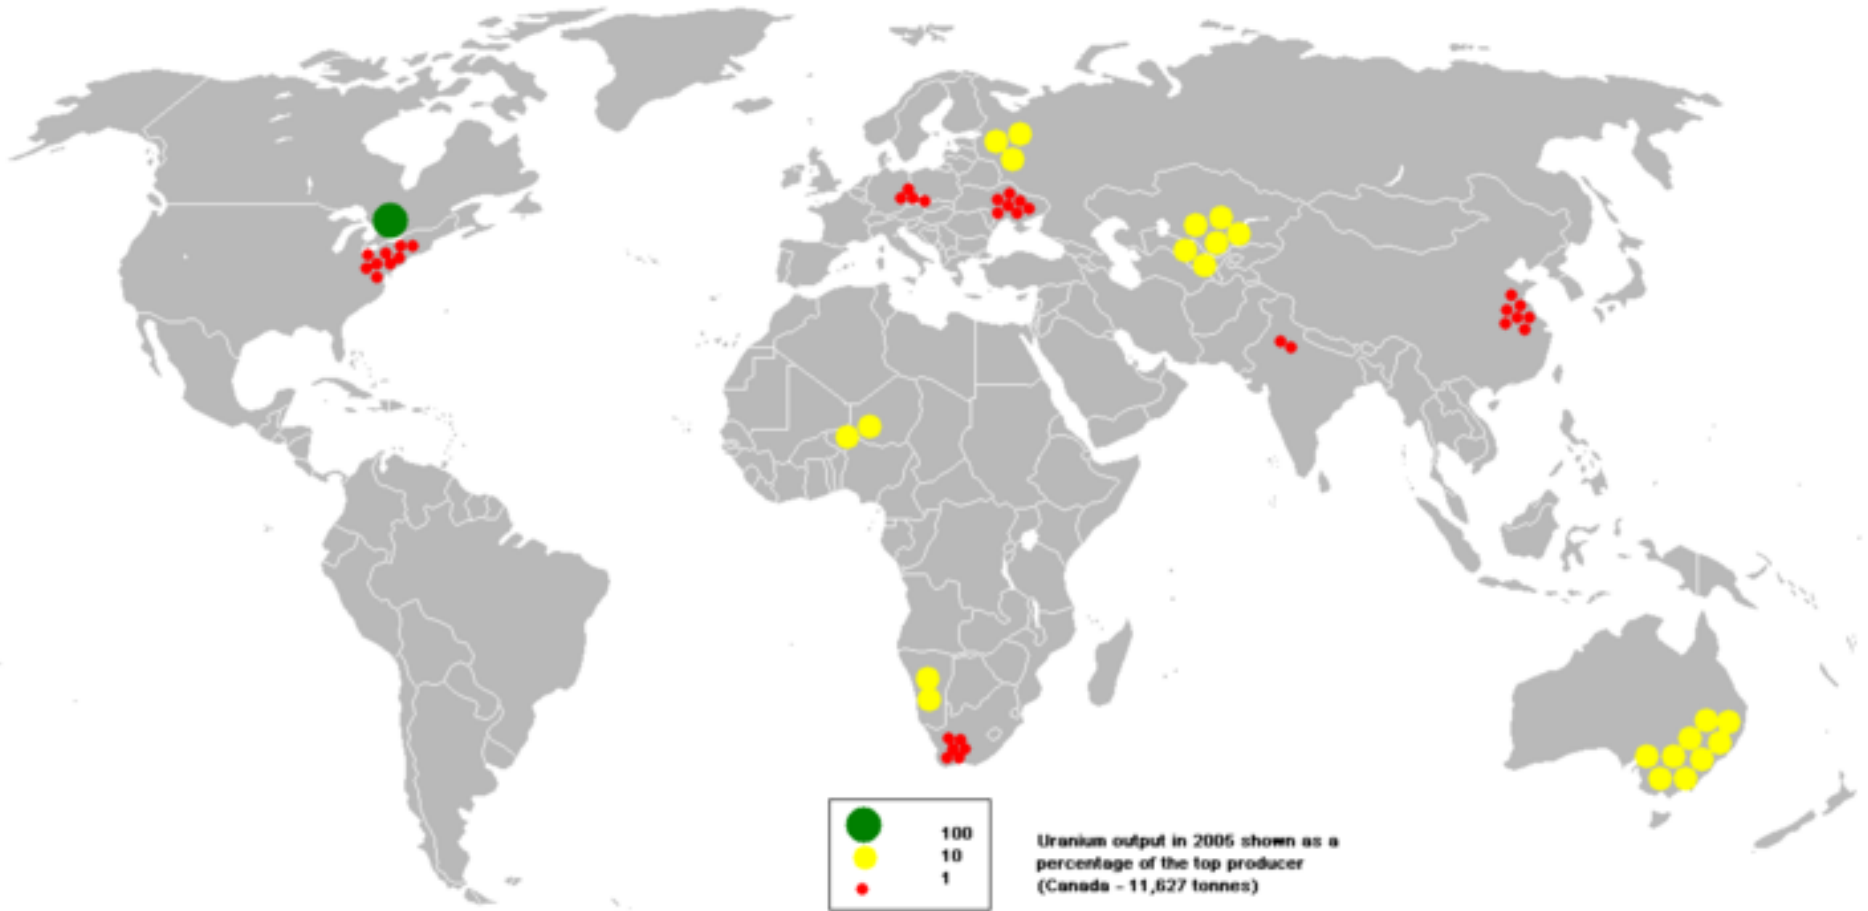 100
10
1
Uranium output in 2005 shown as a
percentage of the top producer
(Canada - 11,627 tonnes)